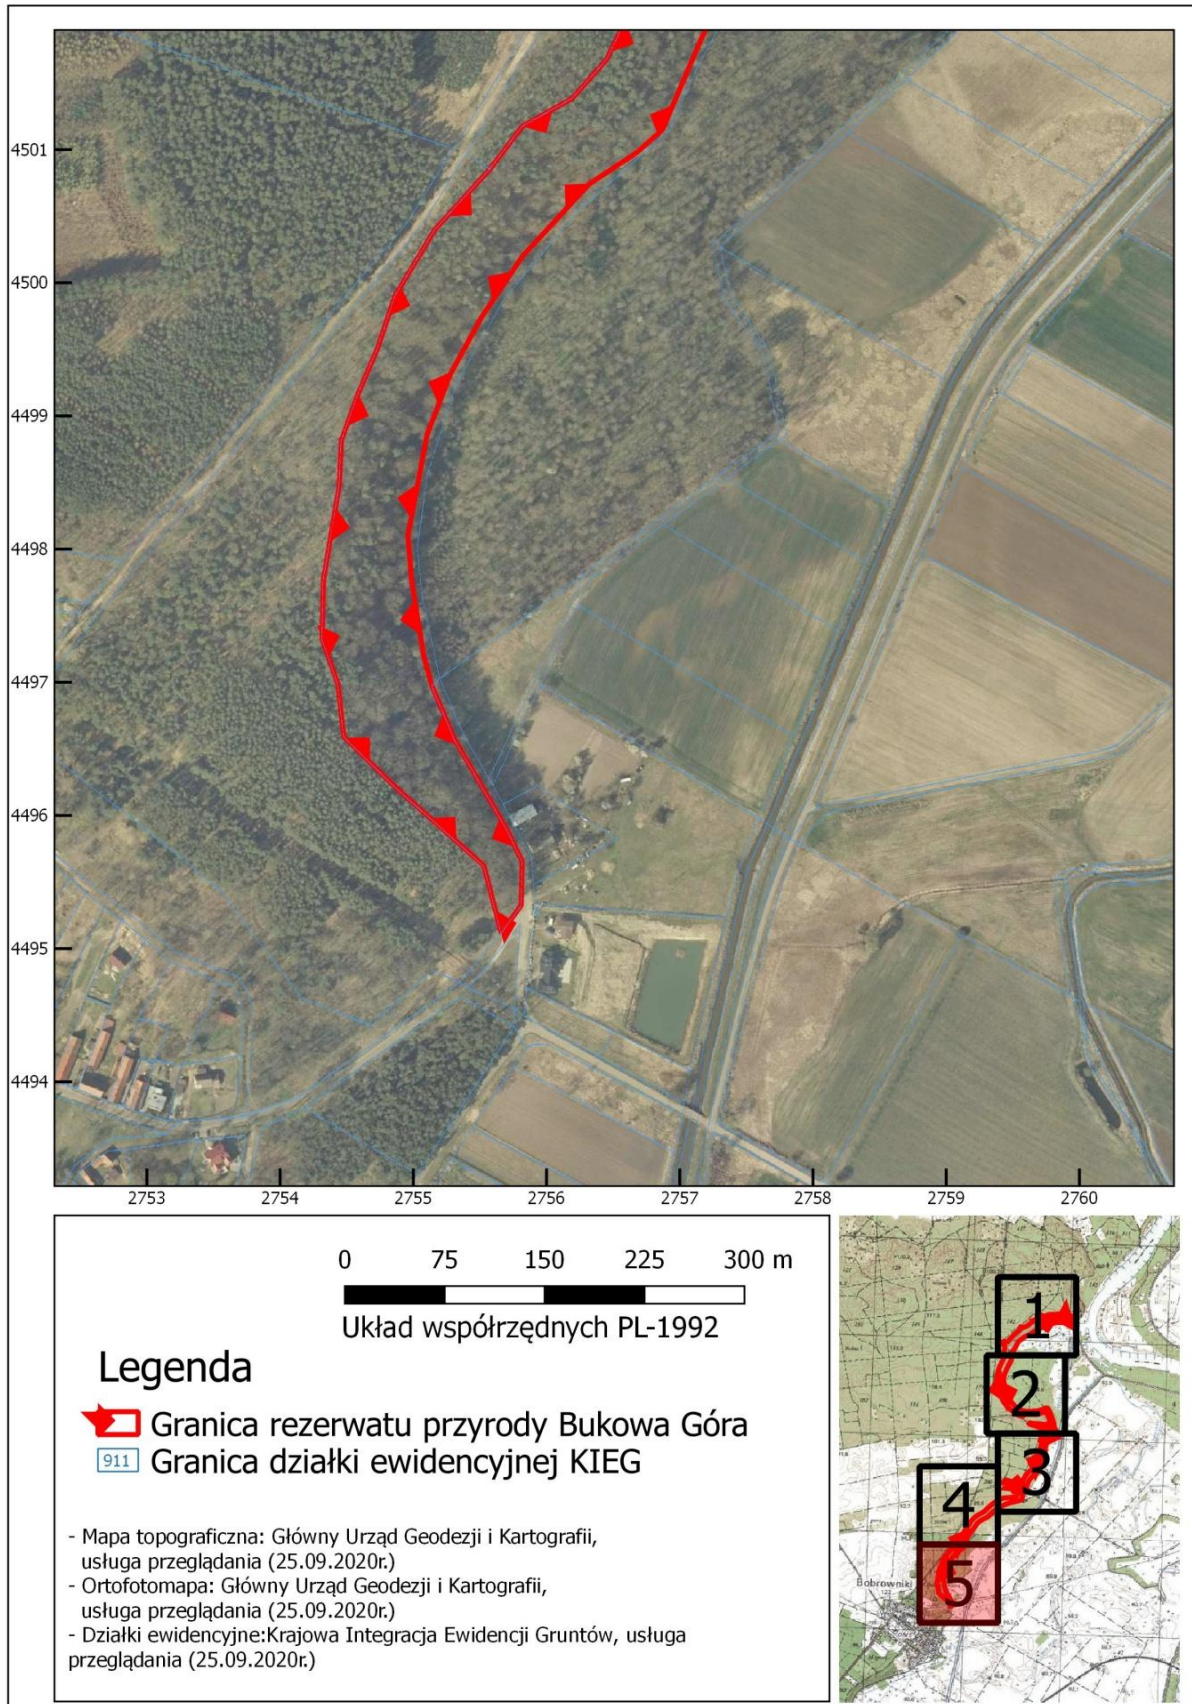 4501
4500
4499
4498
4497
4496
4495
4494
2753 2754 2755 2756 2757 2758 2759 2760
0 75 150 225 300 m
Układ współrzędnych PL-1992
Legenda
Granica rezerwatu przyrody Bukowa Góra
911 Granica działki ewidencyjnej KIEG
- Mapa topograficzna: Główny Urząd Geodezji i Kartografii,
usługa przeglądania (25.09.2020r.)
- Ortofotomapa: Główny Urząd Geodezji i Kartografii,
usługa przeglądania (25.09.2020r.)
- Działki ewidencyjne:Krajowa Integracja Ewidencji Gruntów, usługa
przeglądania (25.09.2020r.)
1
2
3
4
5
Bobrowniki